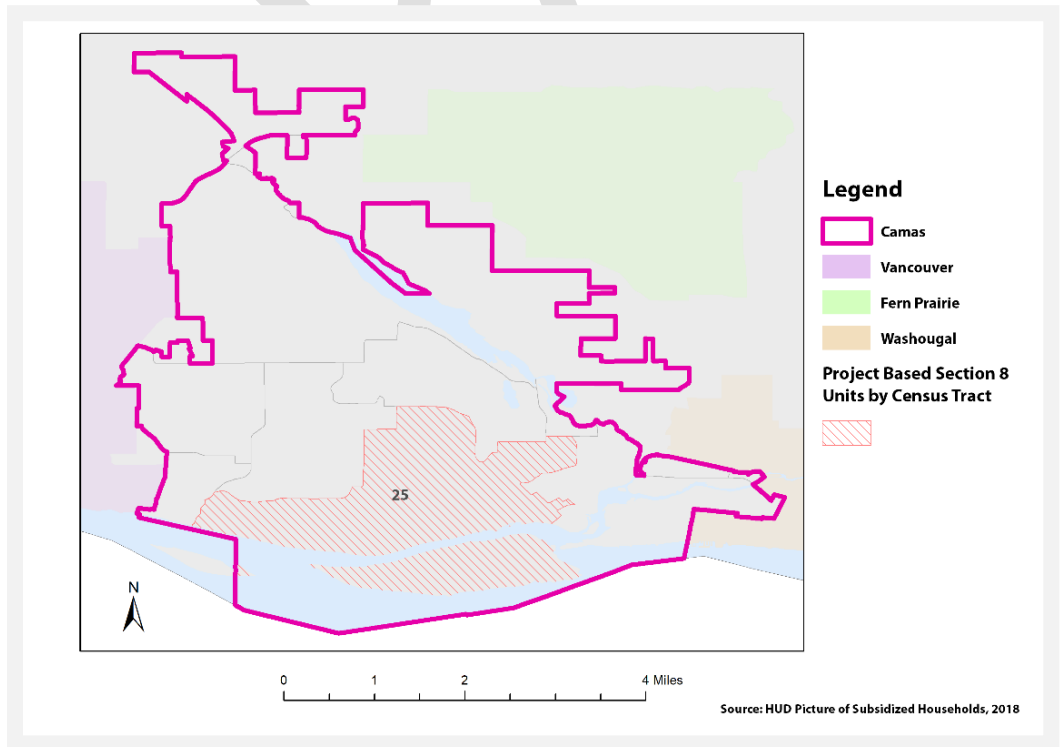 Legend
Camas
Vancouver
Fern Prairie
Washougal
Project Based Section 8
Units by Census Tract
25
N
0 1 2 4 Miles
Source: HUD Picture of Subsidized Households, 2018